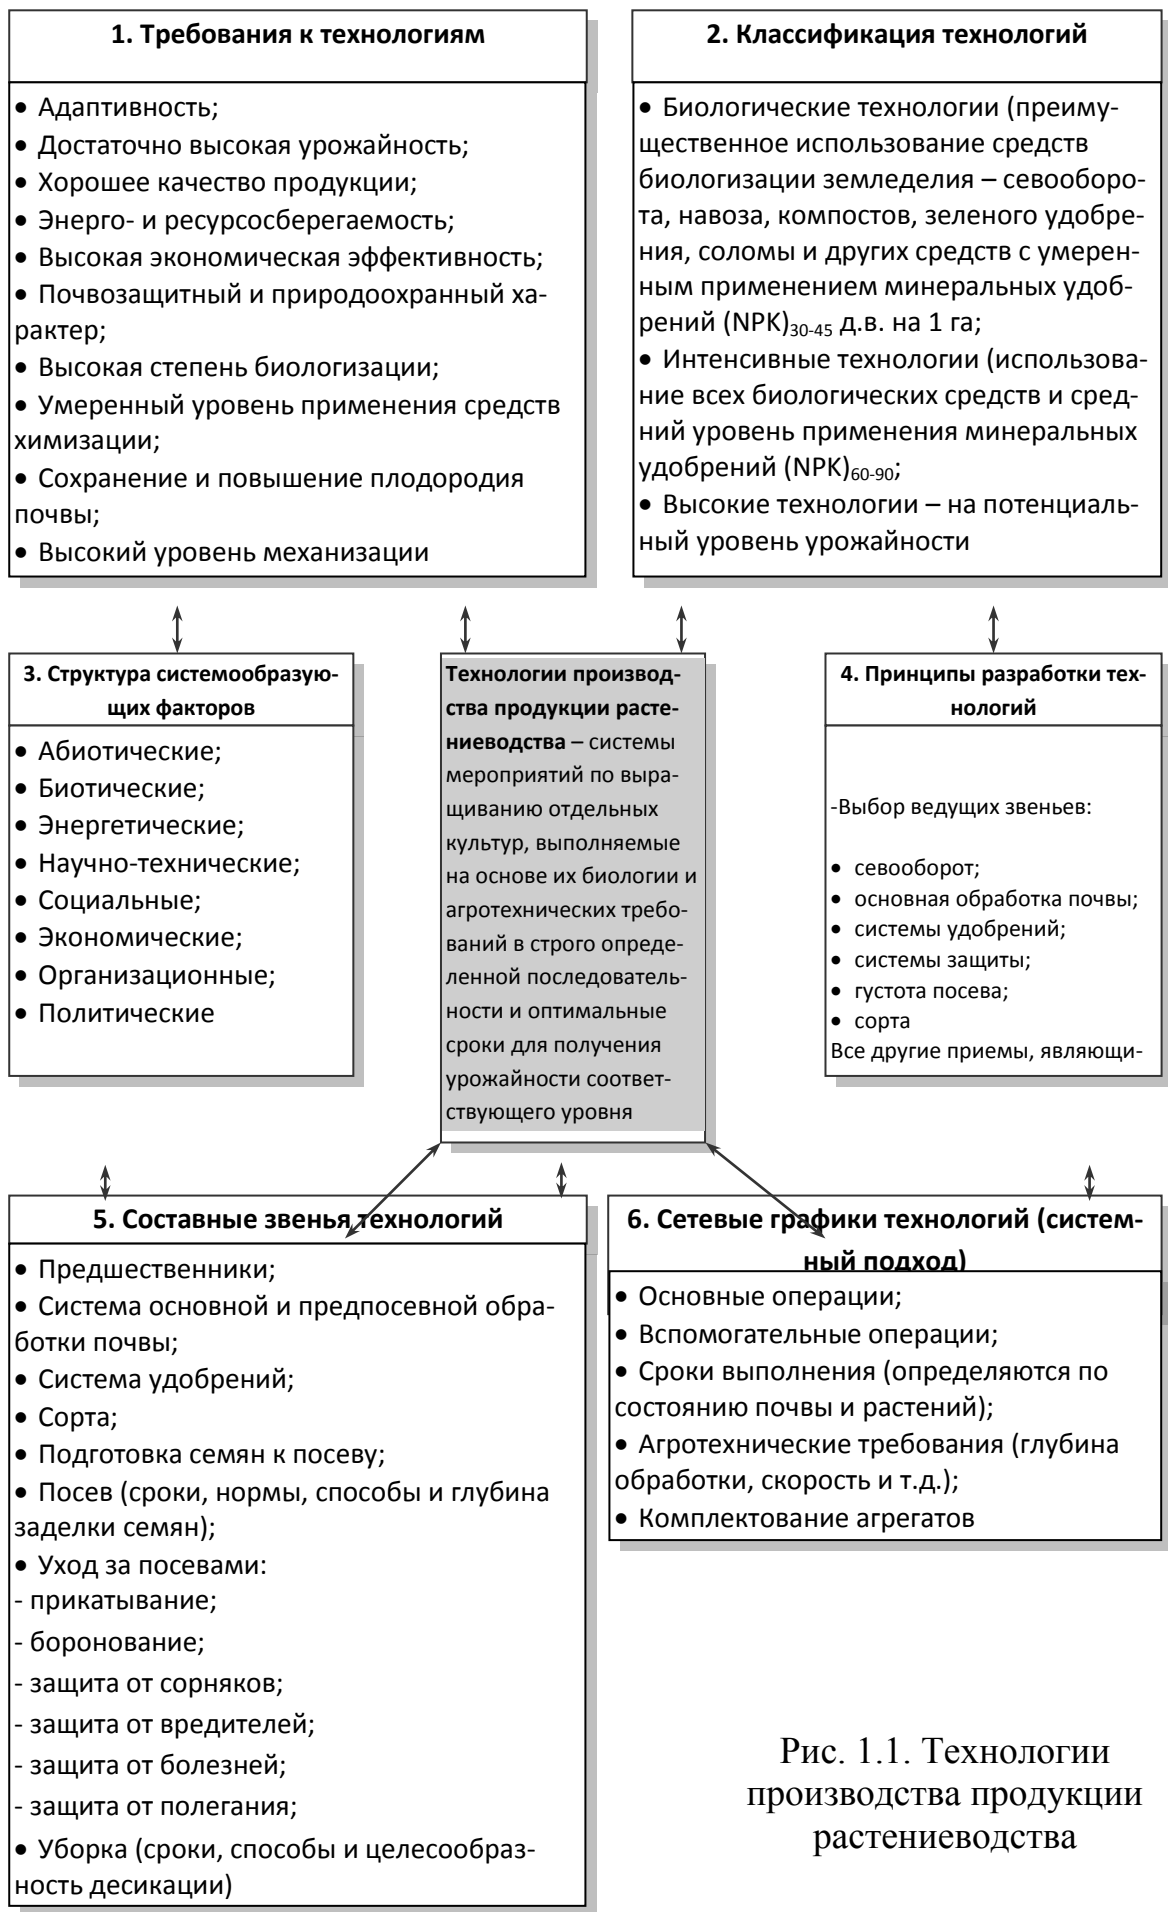 1. Требования к технологиям
• Адаптивность;
• Достаточно высокая урожайность;
• Хорошее качество продукции;
• Энерго- и ресурсосберегаемость;
• Высокая экономическая эффективность;
• Почвозащитный и природоохранный ха-
рактер;
• Высокая степень биологизации;
• Умеренный уровень применения средств
химизации;
• Сохранение и повышение плодородия
почвы;
• Высокий уровень механизации
2. Классификация технологий
• Биологические технологии (преиму-
щественное использование средств
биологизации земледелия – севооборо-
та, навоза, компостов, зеленого удобре-
ния, соломы и других средств с умерен-
ным применением минеральных удоб-
рений (NPK)30-45 д.в. на 1 га;
• Интенсивные технологии (использова-
ние всех биологических средств и сред-
ний уровень применения минеральных
удобрений (NPK)60-90;
• Высокие технологии – на потенциаль-
ный уровень урожайности
3. Структура системообразую-
щих факторов
• Абиотические;
• Биотические;
• Энергетические;
• Научно-технические;
• Социальные;
• Экономические;
• Организационные;
• Политические
Технологии производ-
ства продукции расте-
ниеводства – системы
мероприятий по выра-
щиванию отдельных
культур, выполняемые
на основе их биологии и
агротехнических требо-
ваний в строго опреде-
ленной последователь-
ности и оптимальные
сроки для получения
урожайности соответ-
ствующего уровня
4. Принципы разработки тех-
нологий
-Выбор ведущих звеньев:
• севооборот;
• основная обработка почвы;
• системы удобрений;
• системы защиты;
• густота посева;
• сорта
Все другие приемы, являющи-
5. Составные звенья технологий
• Предшественники;
• Система основной и предпосевной обра-
ботки почвы;
• Система удобрений;
• Сорта;
• Подготовка семян к посеву;
• Посев (сроки, нормы, способы и глубина
заделки семян);
• Уход за посевами:
- прикатывание;
- боронование;
- защита от сорняков;
- защита от вредителей;
- защита от болезней;
- защита от полегания;
• Уборка (сроки, способы и целесообраз-
ность десикации)
6. Сетевые графики технологий (систем-
ный подход)
• Основные операции;
• Вспомогательные операции;
• Сроки выполнения (определяются по
состоянию почвы и растений);
• Агротехнические требования (глубина
обработки, скорость и т.д.);
• Комплектование агрегатов
Рис. 1.1. Технологии
производства продукции
растениеводства